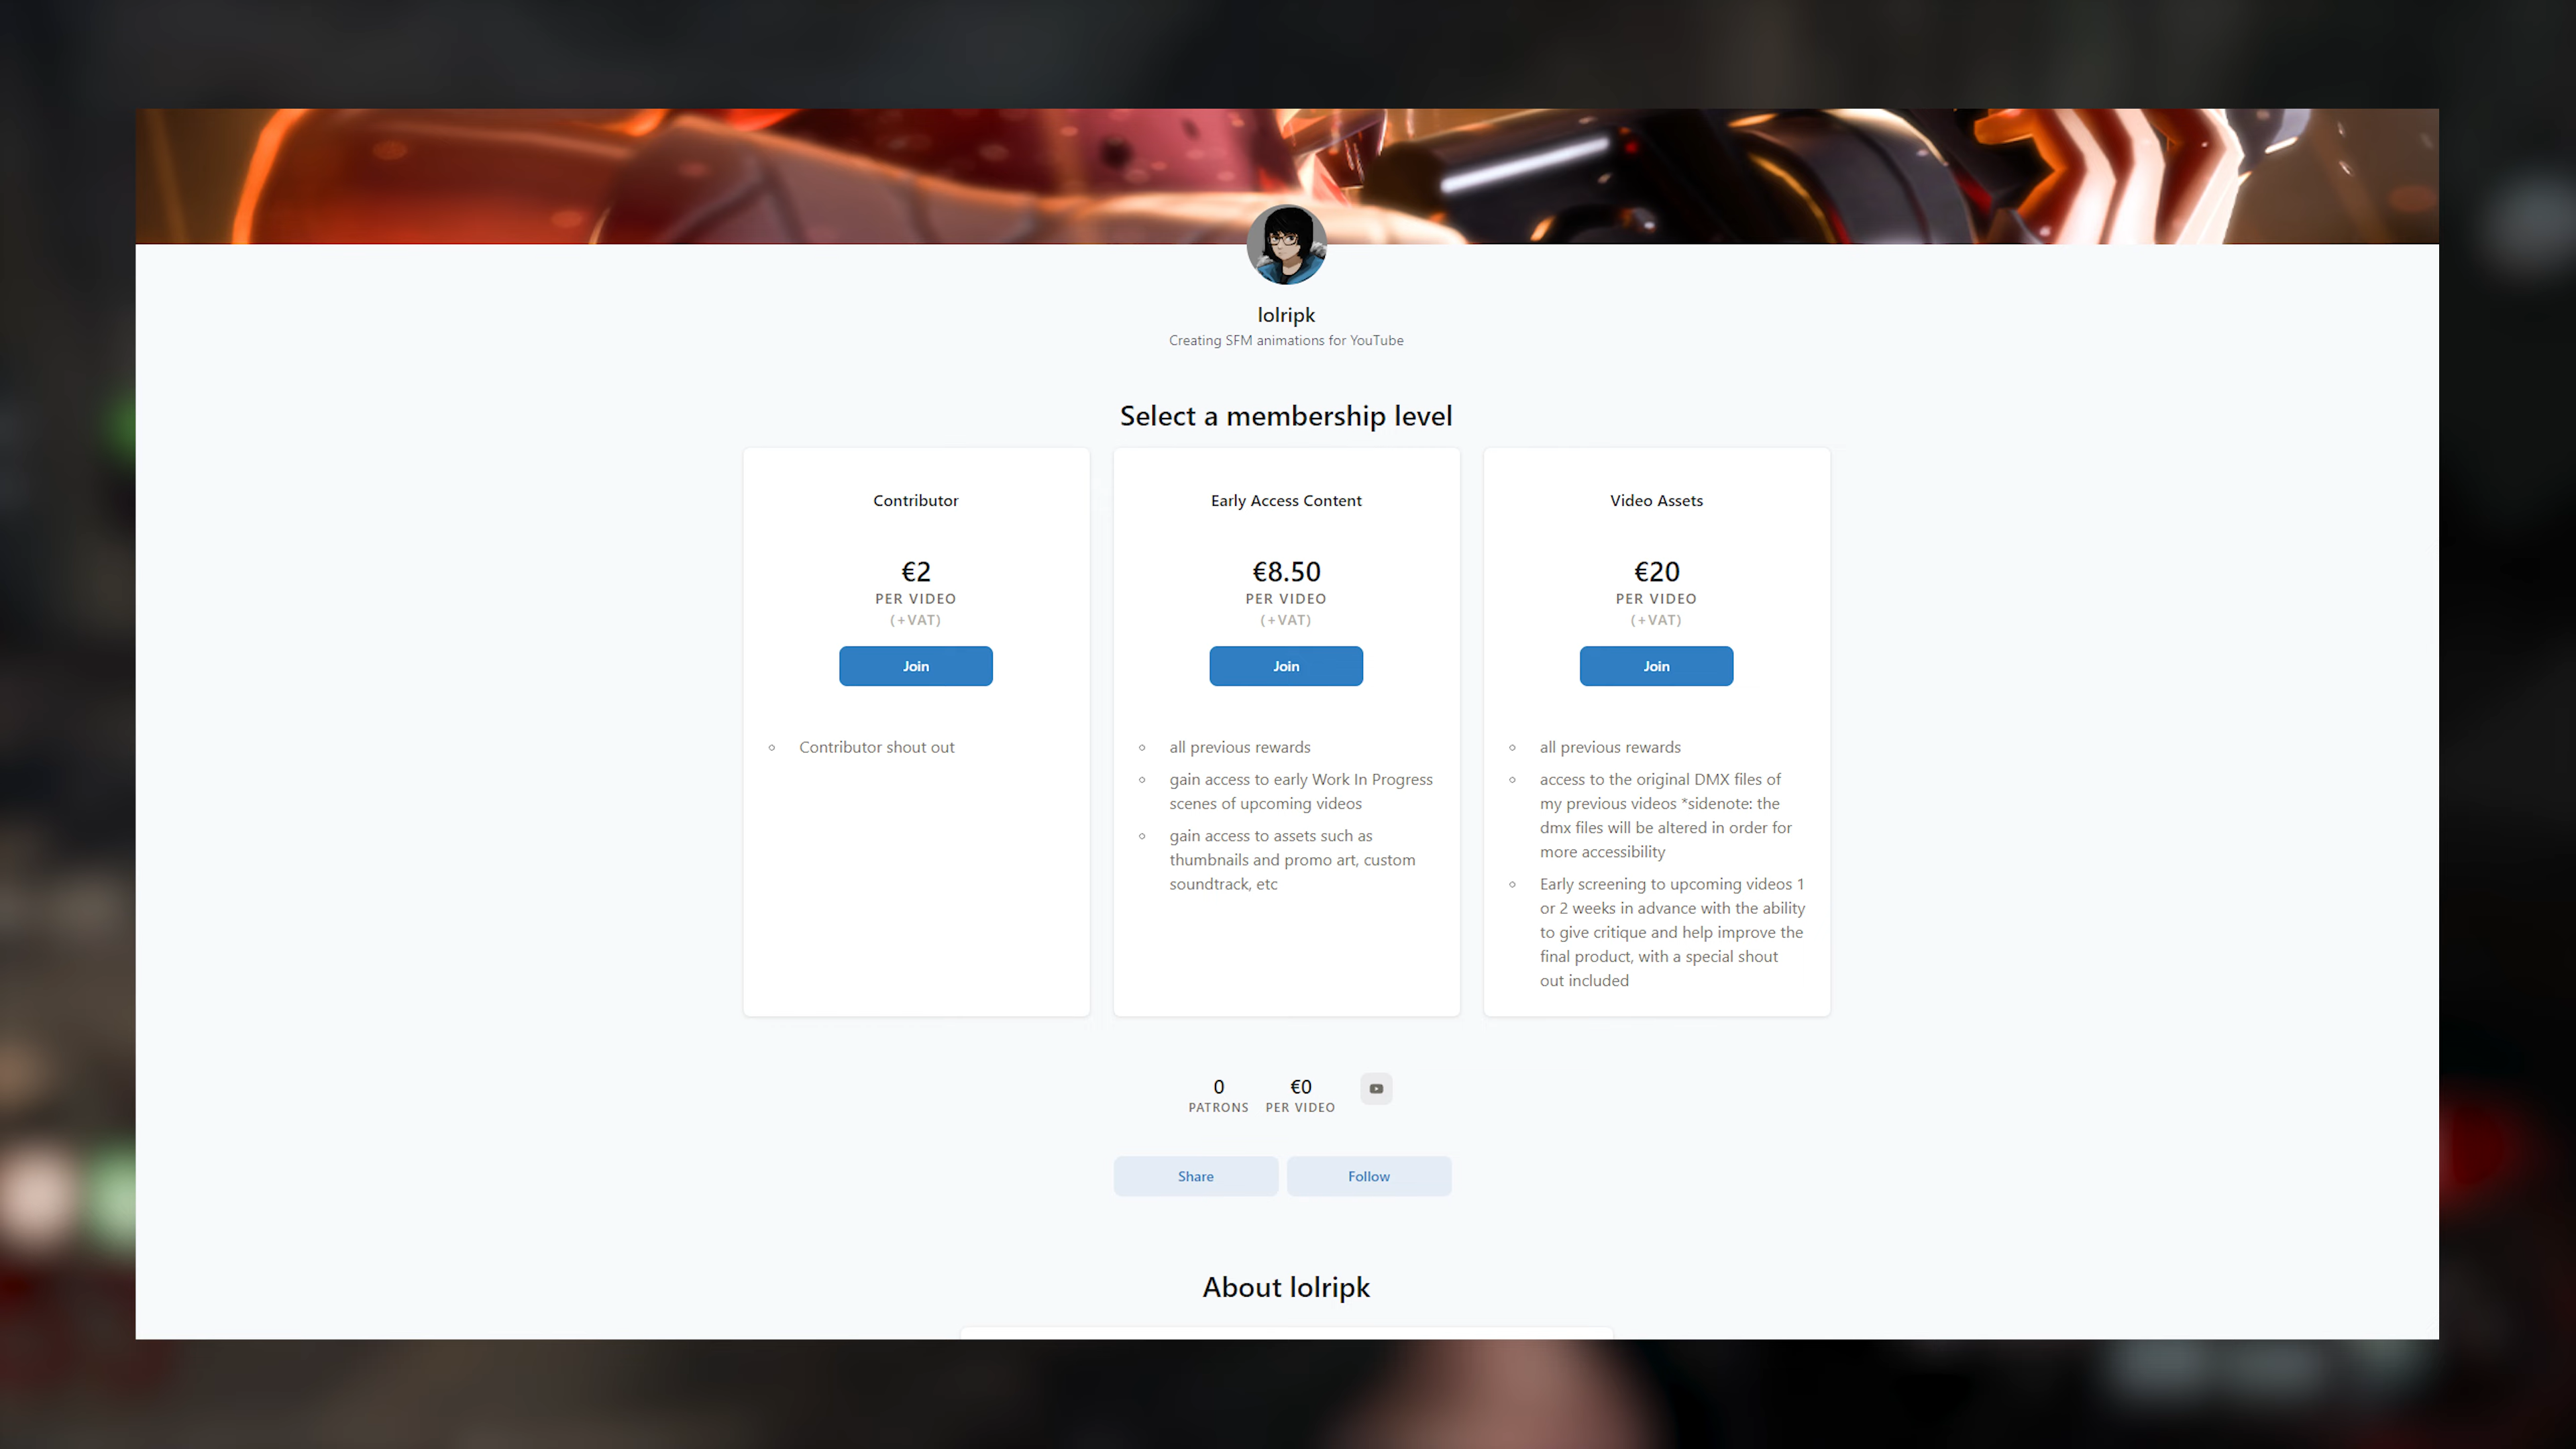 lolripk
Creating SFM animations for YouTube
Select a membership level
Contributor
€2
PER VIDEO
(+VAT)
Join
Contributor shout out
Early Access Content
€8.50
PER VIDEO
(+VAT)
Join
all previous rewards
gain access to early Work In Progress
scenes of upcoming videos
gain access to assets such as
thumbnails and promo art, custom
soundtrack, etc
Video Assets
€20
PER VIDEO
(+VAT)
Join
all previous rewards
access to the original DMX files of
my previous videos *sidenote: the
dmx files will be altered in order for
more accessibility
Early screening to upcoming videos 1
or 2 weeks in advance with the ability
to give critique and help improve the
final product, with a special shout
out included
0
PATRONS
€0
PER VIDEO
Share
Follow
About lolripk